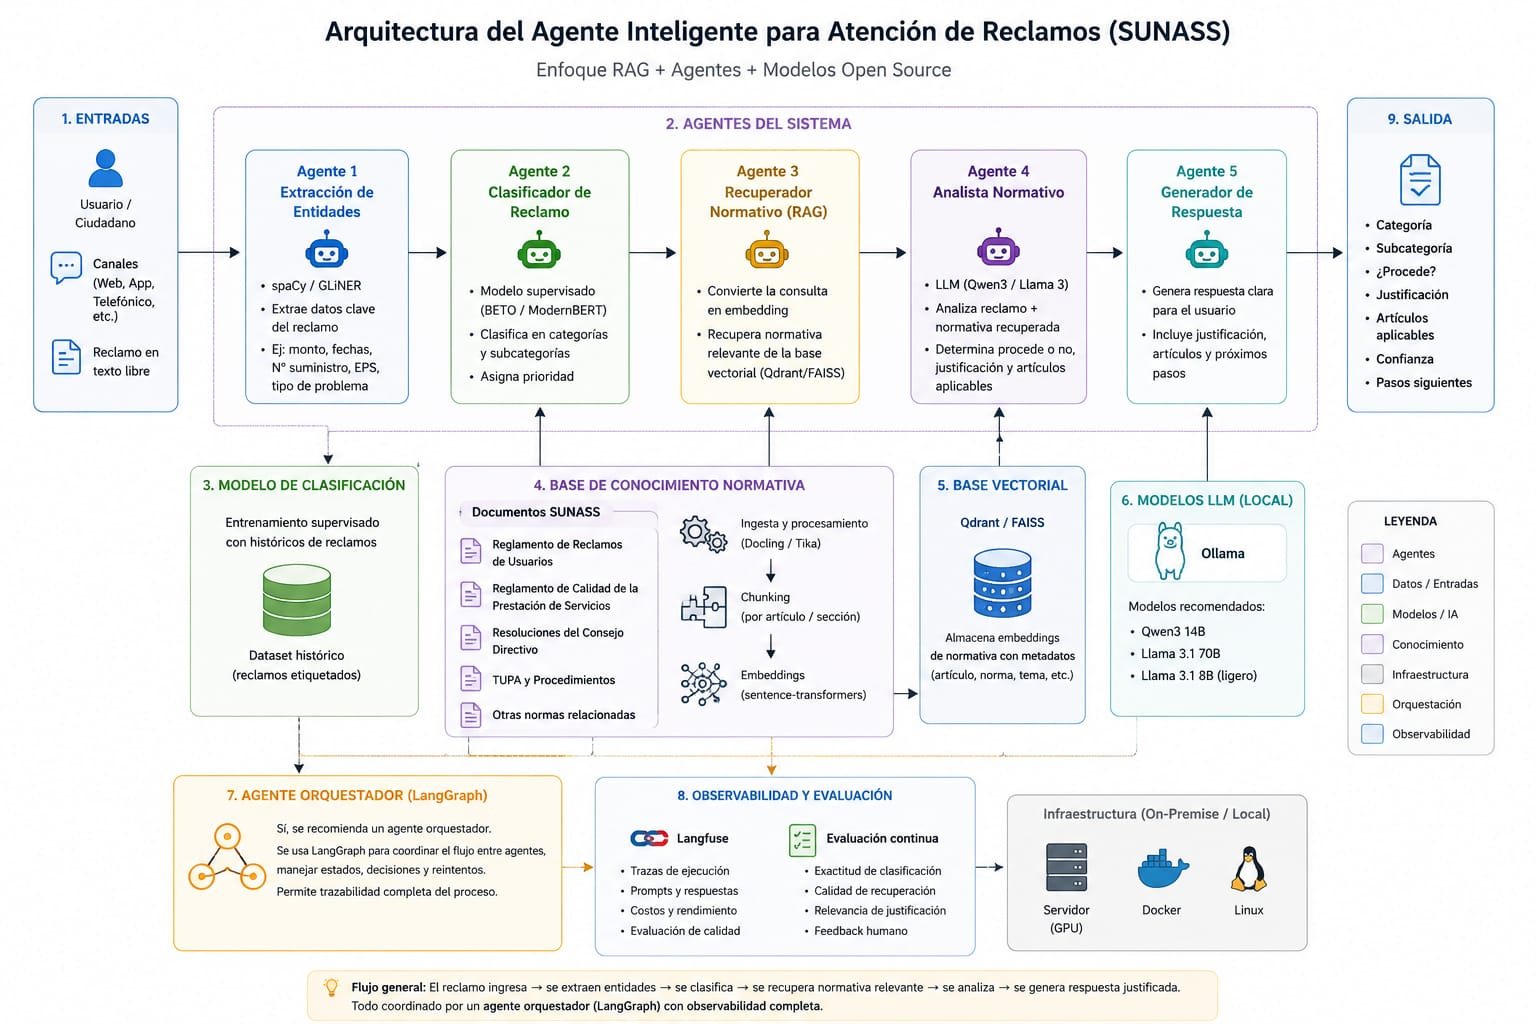 Arquitectura del Agente Inteligente para Atención de Reclamos (SUNASS)
Enfoque RAG + Agentes + Modelos Open Source
1. ENTRADAS
Usuario /
Ciudadano
Canales
(Web, App,
Telefónico,
etc.)
Reclamo en
texto libre
2. AGENTES DEL SISTEMA
Agente 1
Extracción de
Entidades
• spaCy / GLiNER
• Extrae datos clave
del reclamo
• Ej: monto, fechas,
N° suministro, EPS,
tipo de problema
Agente 2
Clasificador de
Reclamo
• Modelo supervisado
(BETO / ModernBERT)
• Clasifica en categorías
y subcategorías
• Asigna prioridad
Agente 3
Recuperador
Normativo (RAG)
• Convierte la consulta
en embedding
• Recupera normativa
relevante de la base
vectorial (Qdrant/FAISS)
Agente 4
Analista Normativo
• LLM (Qwen3 / Llama 3)
• Analiza reclamo +
normativa recuperada
• Determina procede o no,
justificación y artículos
aplicables
Agente 5
Generador de
Respuesta
• Genera respuesta clara
para el usuario
• Incluye justificación,
artículos y próximos
pasos
9. SALIDA
• Categoría
• Subcategoría
• ¿Procede?
• Justificación
• Artículos
aplicables
• Confianza
• Pasos siguientes
3. MODELO DE CLASIFICACIÓN
Entrenamiento supervisado
con históricos de reclamos
Dataset histórico
(reclamos etiquetados)
4. BASE DE CONOCIMIENTO NORMATIVA
Documentos SUNASS
Reglamento de Reclamos
de Usuarios
Reglamento de Calidad de la
Prestación de Servicios
Resoluciones del Consejo
Directivo
TUPA y Procedimientos
Otras normas relacionadas
Ingesta y procesamiento
(Docling / Tika)
Chunking
(por artículo / sección)
Embeddings
(sentence-transformers)
5. BASE VECTORIAL
Qdrant / FAISS
Almacena embeddings
de normativa con metadatos
(artículo, norma, tema, etc.)
6. MODELOS LLM (LOCAL)
Ollama
Modelos recomendados:
• Qwen3 14B
• Llama 3.1 70B
• Llama 3.1 8B (ligero)
LEYENDA
Agentes
Datos / Entradas
Modelos / IA
Conocimiento
Infraestructura
Orquestación
Observabilidad
7. AGENTE ORQUESTADOR (LangGraph)
Sí, se recomienda un agente orquestador.
Se usa LangGraph para coordinar el flujo entre agentes,
manejar estados, decisiones y reintentos.
Permite trazabilidad completa del proceso.
8. OBSERVABILIDAD Y EVALUACIÓN
Langfuse
• Trazas de ejecución
• Prompts y respuestas
• Costos y rendimiento
• Evaluación de calidad
Evaluación continua
• Exactitud de clasificación
• Calidad de recuperación
• Relevancia de justificación
• Feedback humano
Infraestructura (On-Premise / Local)
Servidor
(GPU)
Docker
Linux
Flujo general: El reclamo ingresa → se extraen entidades → se clasifica → se recupera normativa relevante → se analiza → se genera respuesta justificada.
Todo coordinado por un agente orquestador (LangGraph) con observabilidad completa.